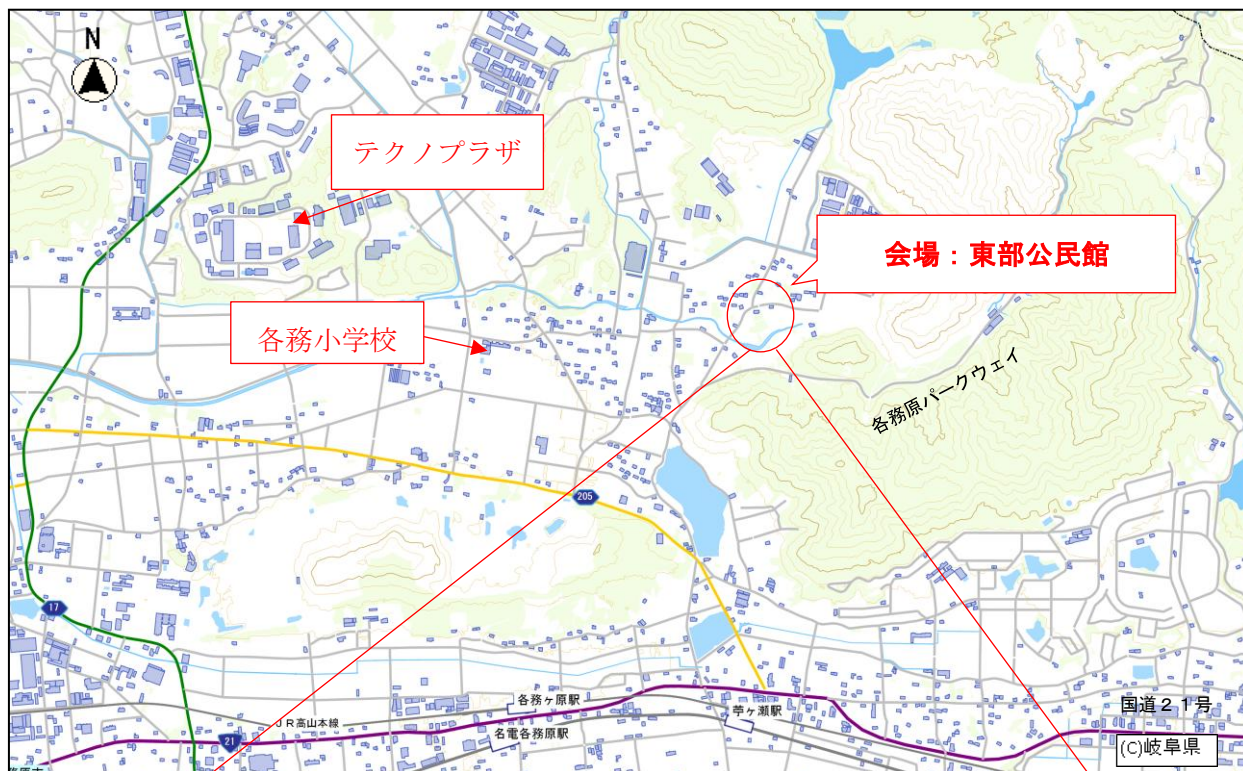 N
テクノプラザ
会場：東部公民館
各務小学校
各務原パークウェイ
205
17
各務ヶ原駅
苧ヶ瀬駅
国道２１号
ＪＲ高山本線
名電各務原駅
21
(C)岐阜県